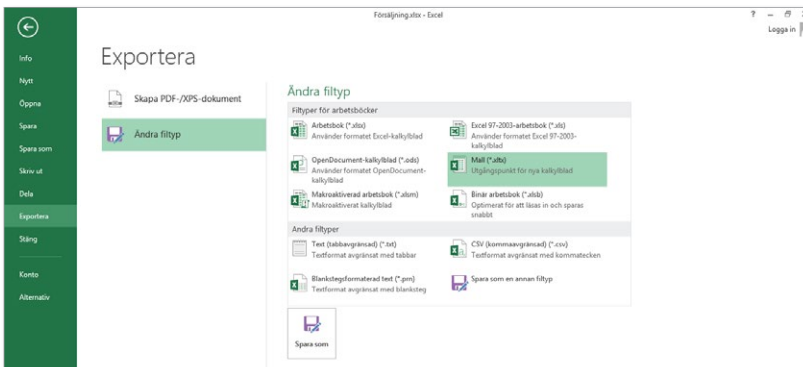 Försäljning.xlsx - Excel
?
Logga in
Info
Nytt
Öppna
Spara
Spara som
Skriv ut
Dela
Exportera
Stäng
Konto
Alternativ
Exportera
Skapa PDF-/XPS-dokument
Ändra filtyp
Ändra filtyp
Filtyper för arbetsböcker
Arbetsbok (*.xlsx)
Använder formatet Excel-kalkylblad
Excel 97-2003-arbetsbok (*.xls)
Använder formatet Excel 97-2003-
kalkylblad
OpenDocument-kalkylblad (*.ods)
Använder formatet OpenDocument-
kalkylblad
Mall (*.xltx)
Utgångspunkt för nya kalkylblad
Makroaktiverad arbetsbok (*.xlsm)
Makroaktiverat kalkylblad
Binär arbetsbok (*.xlsb)
Optimerat för att läsas in och sparas
snabbt
Andra filtyper
Text (tabbavgränsad) (*.txt)
Textformat avgränsat med tabbar
CSV (kommaavgränsad) (*.csv)
Textformat avgränsat med kommatecken
Blankstegsformaterad text (*.prn)
Textformat avgränsat med blanksteg
Spara som en annan filtyp
Spara som